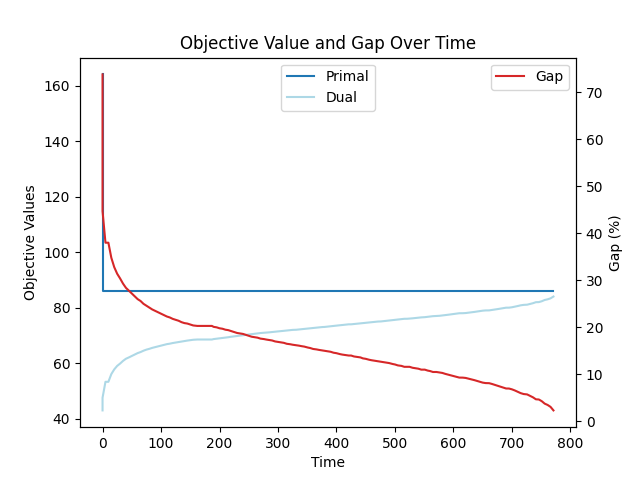 Objective Value and Gap Over Time
Primal
Dual
Gap
Objective Values
160
140
120
100
80
60
40
70
60
50
40
30
20
10
0
Gap (%)
0 100 200 300 400 500 600 700 800
Time